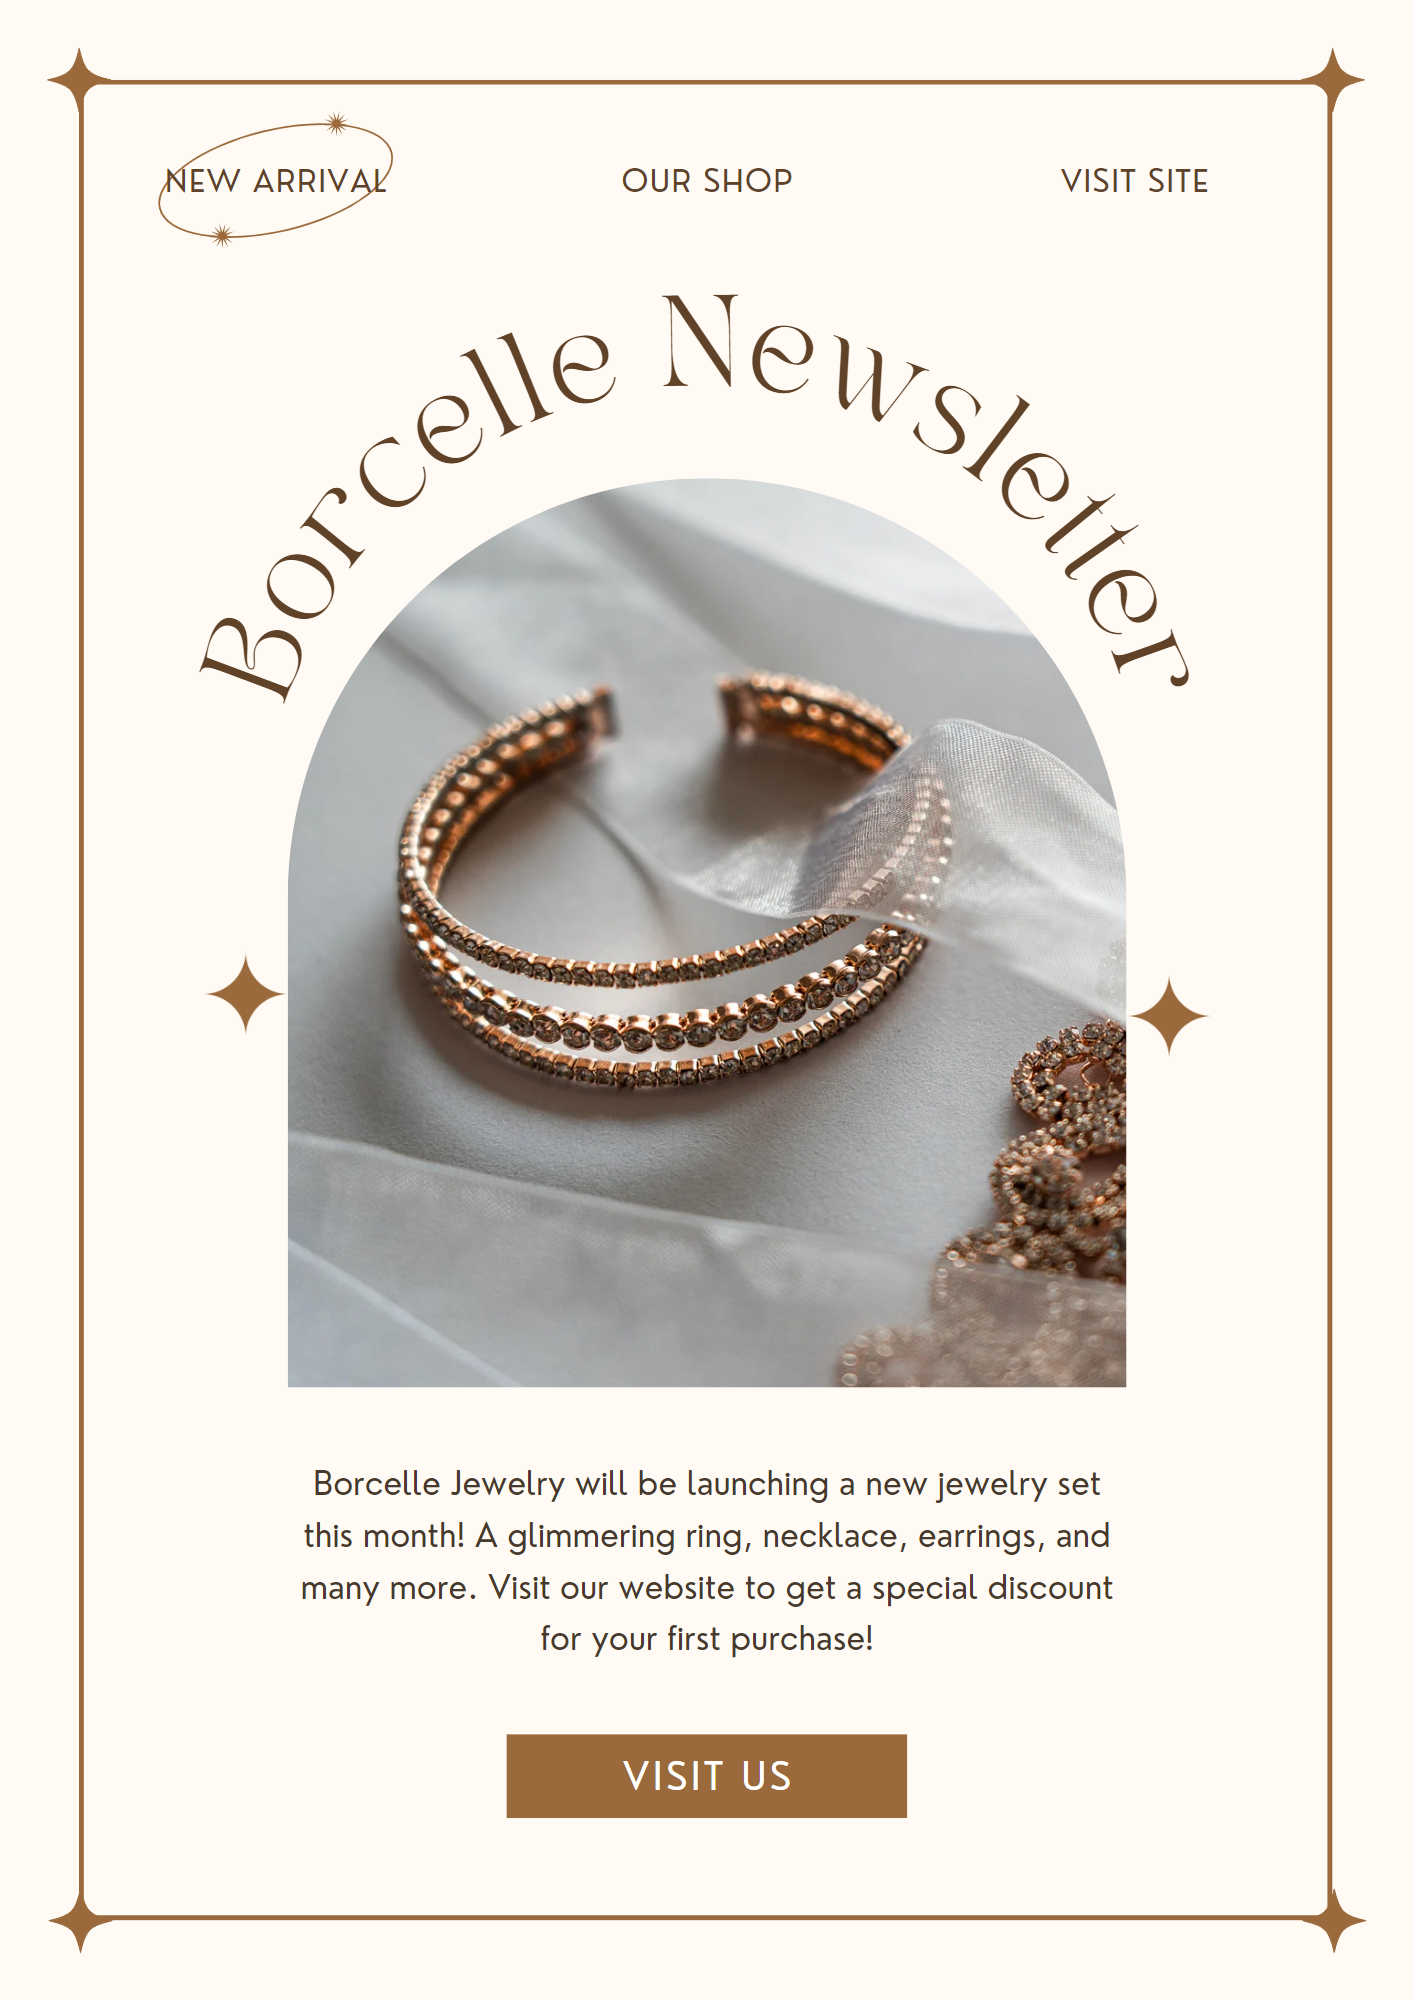 NEW ARRIVAL
OUR SHOP
VISIT SITE
Borcelle Newsletter
Borcelle Jewelry will be launching a new jewelry set
this month! A glimmering ring, necklace, earrings, and
many more. Visit our website to get a special discount
for your first purchase!
VISIT US